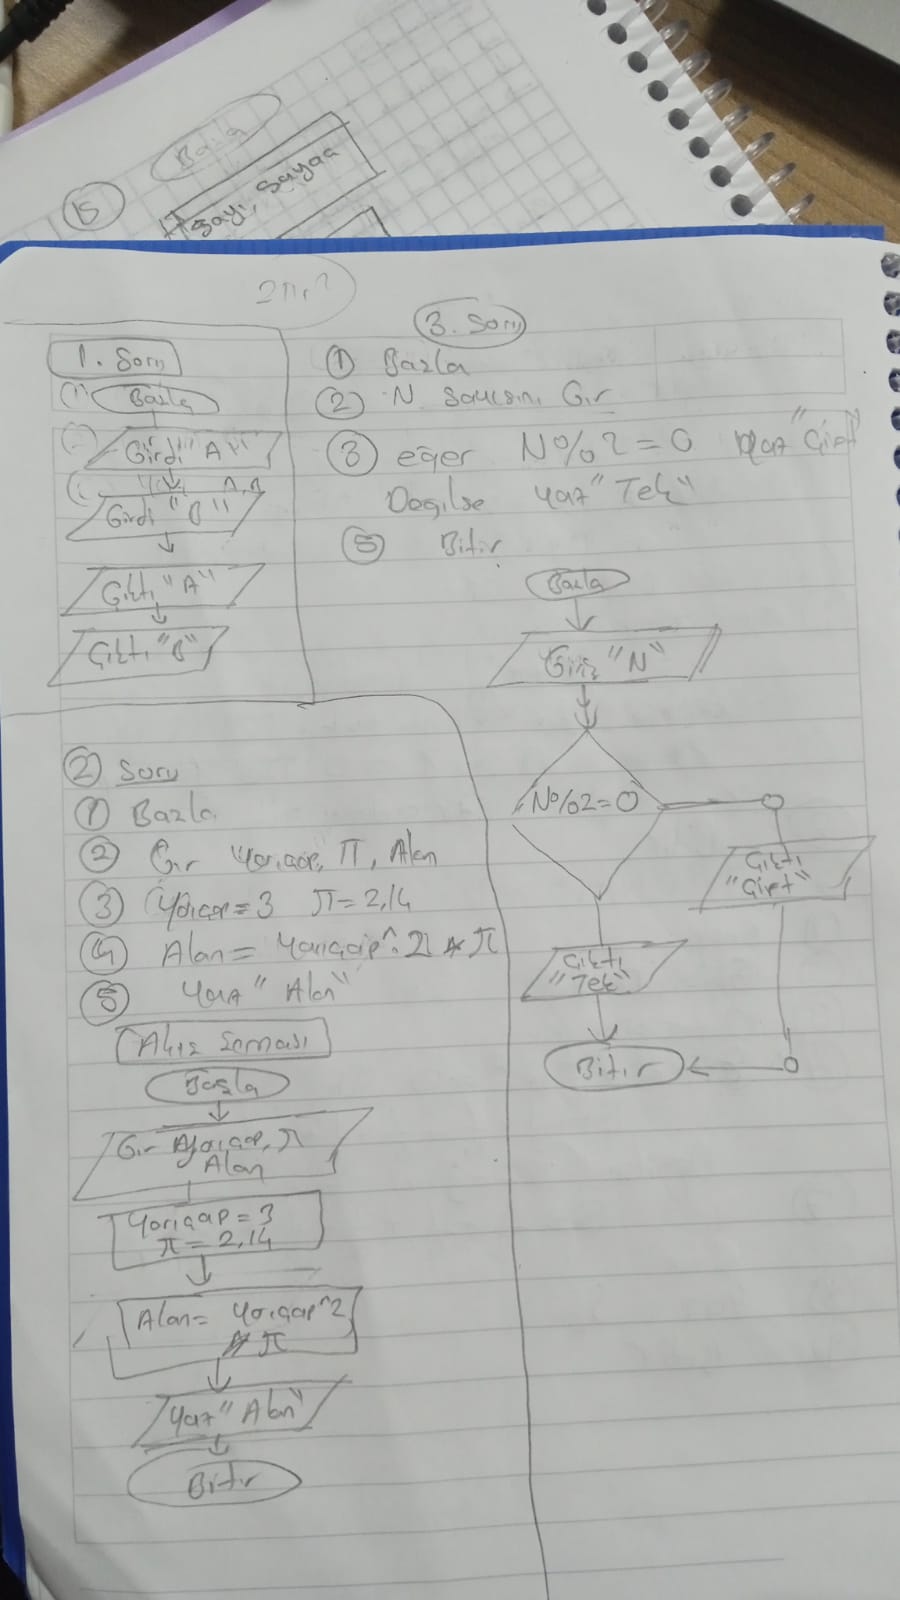 15
Başla
Sayı, Sayaa
2πr²
1. Soru
Başla
Girdi "A"
Girdi "B"
Çıktı "A"
Çıktı "B"
3. Soru
1 Başla
2 N sayısını Gir
3 eğer N%2=0 yaz "Çift"
Değilse yaz "Tek"
5 Bitir
Başla
Giriş "N"
N%2=0
Çıktı
"Çift"
Çıktı
"Tek"
Bitir
2 Soru
1 Başla
2 Gir Yarıçap, π, Alan
3 Yarıçap=3 π=2,14
4 Alan= Yarıçap^2 * π
5 Yaz "Alan"
Akış Şeması
Başla
Gir Yarıçap, π
Alan
Yarıçap=3
π=2,14
Alan= Yarıçap^2
* π
Yaz "Alan"
Bitir